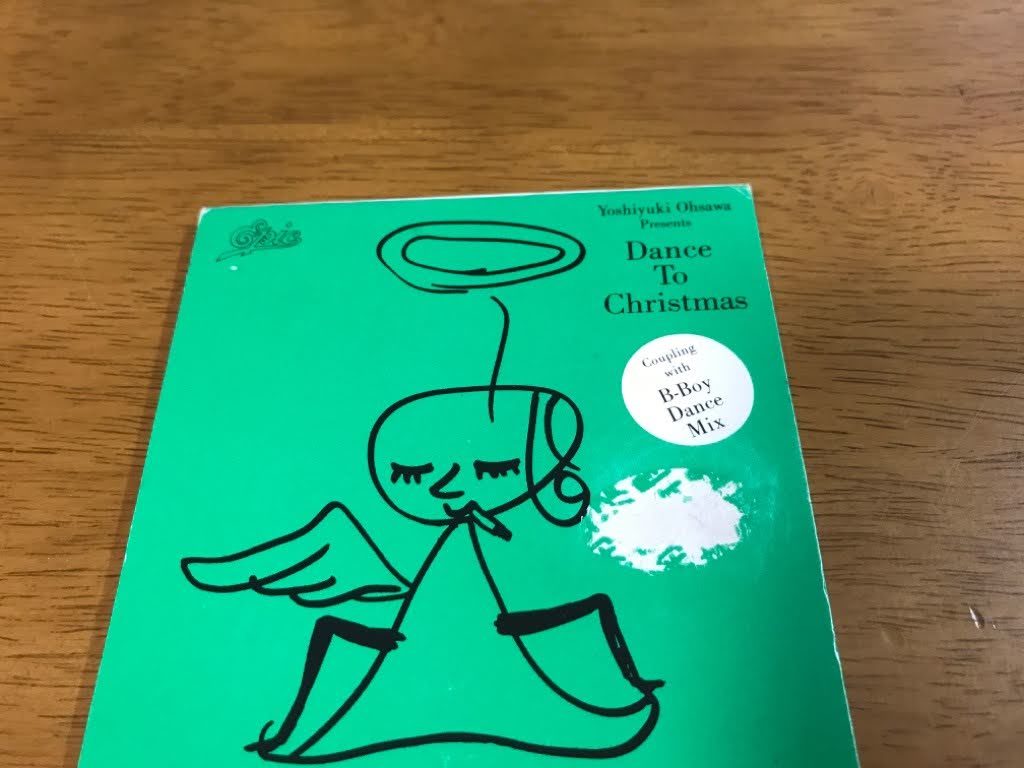 Epic
Yoshiyuki Ohsawa
Presents
Dance
To
Christmas
Coupling
with
B-Boy
Dance
Mix